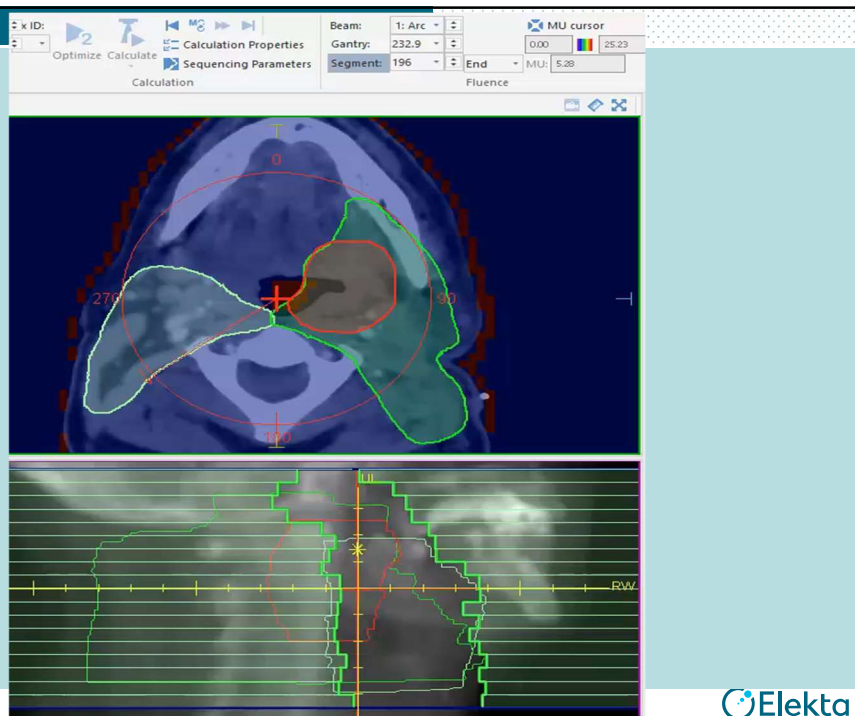 x ID:
Beam: 1: Arc
MU cursor
Optimize Calculate
Calculation Properties
Gantry: 232.9
0.00 25.23
Sequencing Parameters
Segment: 196 End MU: 5.28
Calculation Fluence
0
270 90
180
UL
RW
Elekta